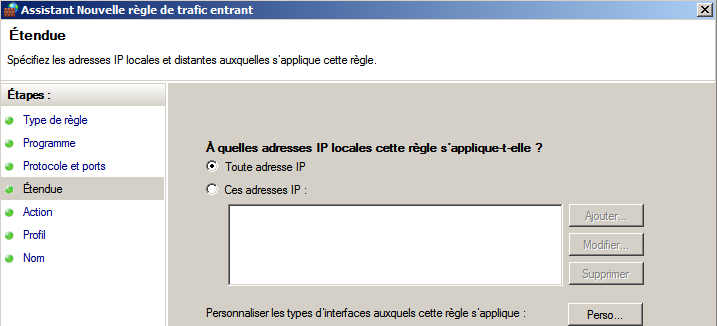 Assistant Nouvelle règle de trafic entrant
Étendue
Spécifiez les adresses IP locales et distantes auxquelles s'applique cette règle.
Étapes :
Type de règle
Programme
Protocole et ports
Étendue
Action
Profil
Nom
À quelles adresses IP locales cette règle s'applique-t-elle ?
Toute adresse IP
Ces adresses IP :
Ajouter...
Modifier...
Supprimer
Personnaliser les types d'interfaces auxquels cette règle s'applique :
Perso...